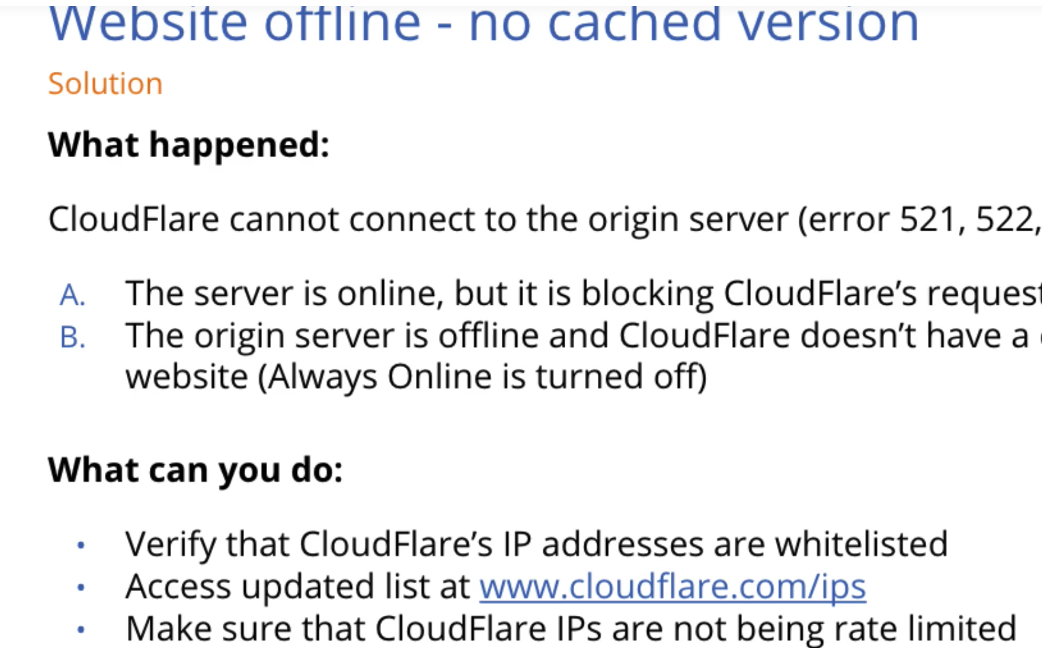 Website offline - no cached version
Solution
What happened:
CloudFlare cannot connect to the origin server (error 521, 522,
A. The server is online, but it is blocking CloudFlare’s request
B. The origin server is offline and CloudFlare doesn’t have a
website (Always Online is turned off)
What can you do:
• Verify that CloudFlare’s IP addresses are whitelisted
• Access updated list at www.cloudflare.com/ips
• Make sure that CloudFlare IPs are not being rate limited